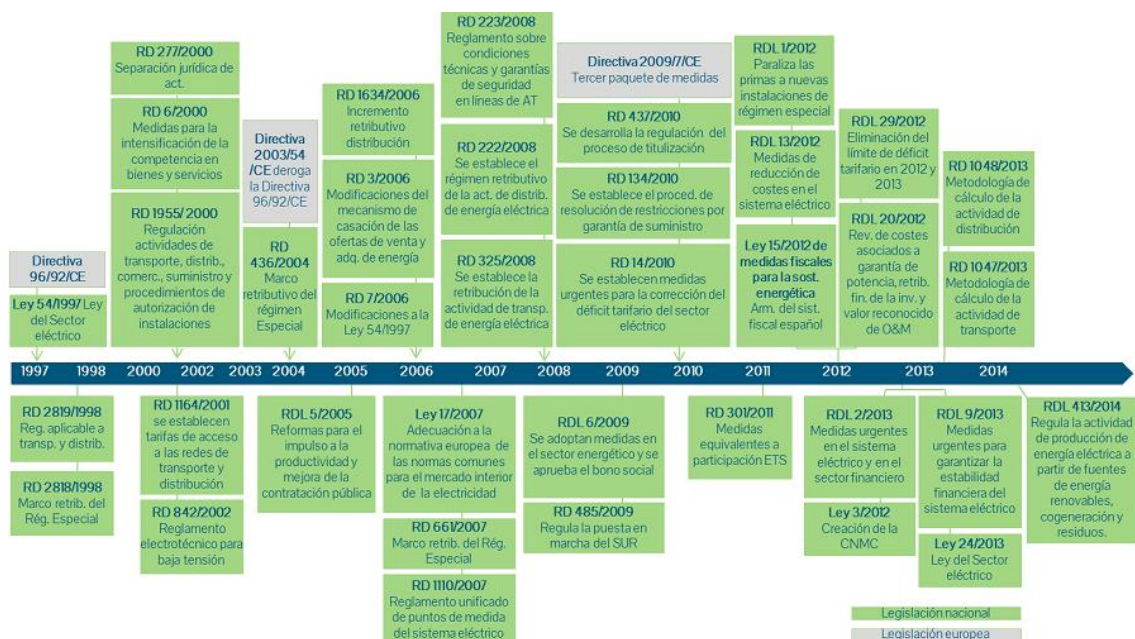 RD 277/2000
Separación jurídica de
act.
RD 6/2000
Medidas para la
intensificación de la
competencia en
bienes y servicios
RD 1955/ 2000
Regulación
actividades de
transporte, distrib.,
comerc., suministro y
procedimientos de
autorización de
instalaciones
Directiva
96/92/CE
Ley 54/1997 Ley
del Sector
eléctrico
Directiva
2003/54
/CE deroga
la Directiva
96/92/CE
RD
436/2004
Marco
retributivo del
régimen
Especial
RD 1634/2006
Incremento
retributivo
distribución
RD 3/2006
Modificaciones del
mecanismo de
casación de las
ofertas de venta y
adq. de energía
RD 7/2006
Modificaciones a la
Ley 54/1997
RD 223/2008
Reglamento sobre
condiciones
técnicas y garantías
de seguridad
en líneas de AT
RD 222/2008
Se establece el
régimen retributivo
de la act. de distrib.
de energía eléctrica
RD 325/2008
Se establece la
retribución de la
actividad de transp.
de energía eléctrica
Directiva 2009/7/CE
Tercer paquete de medidas
RD 437/2010
Se desarrolla la regulación del
proceso de titulización
RD 134/2010
Se establece el proced. de
resolución de restricciones por
garantía de suministro
RD 14/2010
Se establecen medidas
urgentes para la corrección del
déficit tarifario del sector
eléctrico
RDL 1/2012
Paraliza las
primas a nuevas
instalaciones de
régimen especial
RDL 13/2012
Medidas de
reducción de
costes en el
sistema eléctrico
Ley 15/2012 de
medidas fiscales
para la sost.
energética
Arm. del sist.
fiscal español
RDL 29/2012
Eliminación del
límite de déficit
tarifario en 2012 y
2013
RDL 20/2012
Rev. de costes
asociados a
garantía de
potencia, retrib.
fin. de la inv. y
valor reconocido
de O&M
RD 1048/2013
Metodología de
cálculo de la
actividad de
distribución
RD 1047/2013
Metodología de
cálculo de la
actividad de
transporte
1997 1998 2000 2002 2003 2004 2005 2006 2007 2008 2009 2010 2011 2012 2013 2014
RD 2819/1998
Reg. aplicable a
transp. y distrib.
RD 2818/1998
Marco retrib. del
Rég. Especial
RD 1164/2001
se establecen
tarifas de acceso
a las redes de
transporte y
distribución
RD 842/2002
Reglamento
electrotécnico para
baja tensión
RDL 5/2005
Reformas para el
impulso a la
productividad y
mejora de la
contratación pública
Ley 17/2007
Adecuación a la
normativa europea de
las normas comunes
para el mercado interior
de la electricidad
RD 661/2007
Marco retrib. del Rég.
Especial
RD 1110/2007
Reglamento unificado
de puntos de medida
del sistema eléctrico
RDL 6/2009
Se adoptan medidas en
el sector energético y se
aprueba el bono social
RD 485/2009
Regula la puesta en
marcha del SUR
RD 301/2011
Medidas
equivalentes a
participación ETS
RDL 2/2013
Medidas urgentes
en el sistema
eléctrico y en el
sector financiero
Ley 3/2012
Creación de la
CNMC
RDL 9/2013
Medidas
urgentes para
garantizar la
estabilidad
financiera del
sistema eléctrico
Ley 24/2013
Ley del Sector
eléctrico
RDL 413/2014
Regula la actividad
de producción de
energía eléctrica a
partir de fuentes
de energía
renovables,
cogeneración y
residuos.
Legislación nacional
Legislación europea